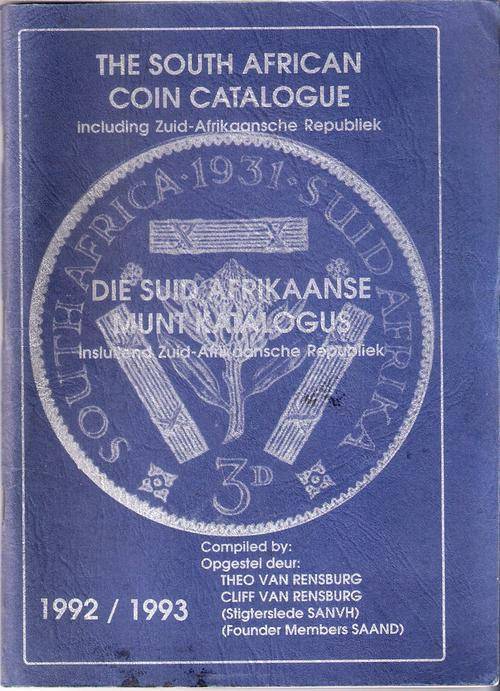 THE SOUTH AFRICAN
COIN CATALOGUE
including Zuid-Afrikaansche Republiek
SOUTH AFRICA · 1931 · SUID AFRIKA
DIE SUID AFRIKAANSE
MUNT KATALOGUS
insluitend Zuid-Afrikaansche Republiek
3D
Compiled by:
Opgestel deur:
THEO VAN RENSBURG
CLIFF VAN RENSBURG
(Stigterslede SANVH)
(Founder Members SAAND)
1992 / 1993